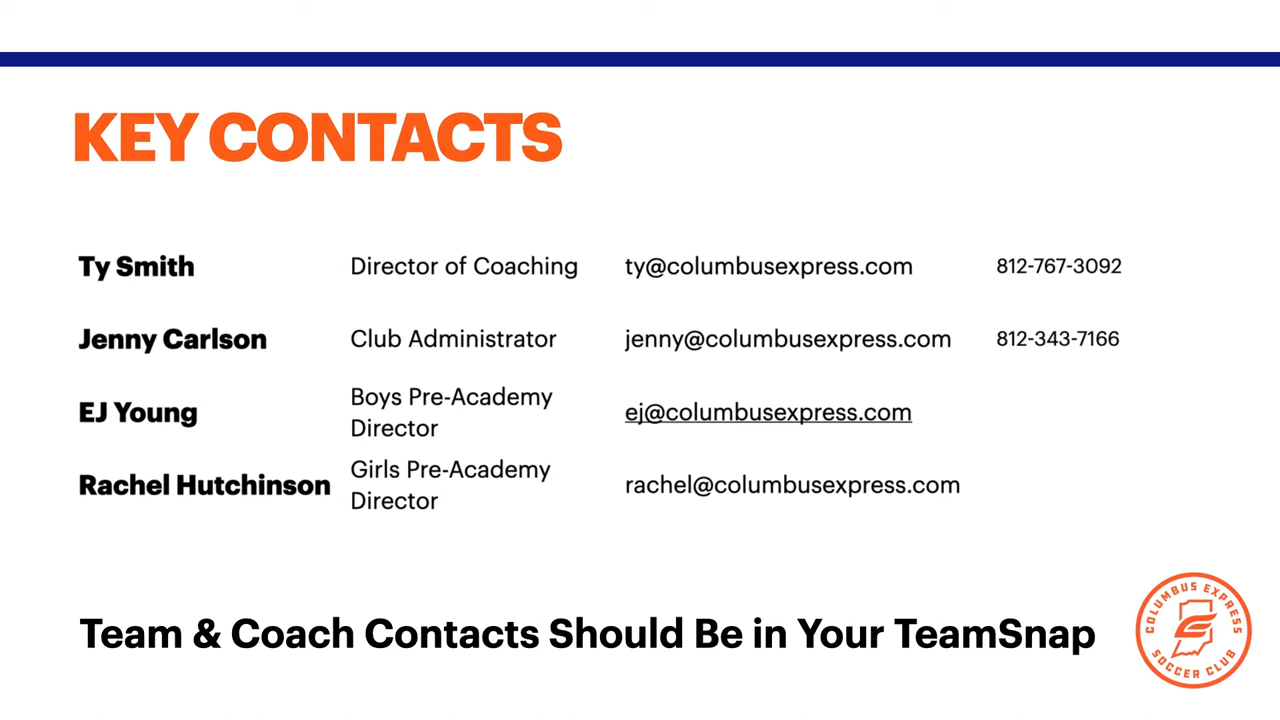 KEY CONTACTS
Ty Smith Director of Coaching ty@columbusexpress.com 812-767-3092
Jenny Carlson Club Administrator jenny@columbusexpress.com 812-343-7166
EJ Young Boys Pre-Academy Director ej@columbusexpress.com
Rachel Hutchinson Girls Pre-Academy Director rachel@columbusexpress.com
Team & Coach Contacts Should Be in Your TeamSnap
COLUMBUS EXPRESS
SOCCER CLUB